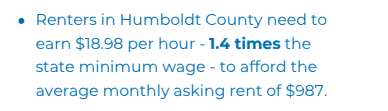 • Renters in Humboldt County need to
earn $18.98 per hour - 1.4 times the
state minimum wage - to afford the
average monthly asking rent of $987.